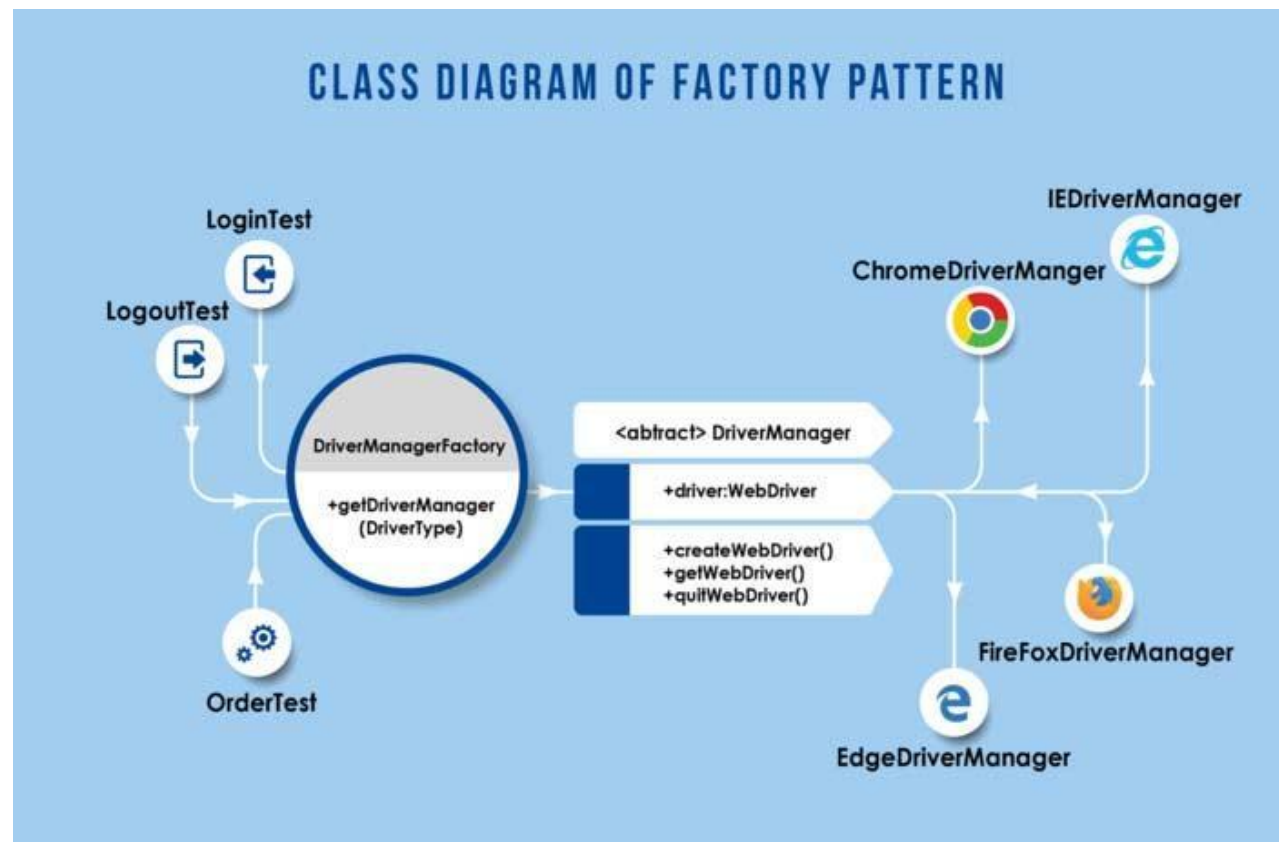 CLASS DIAGRAM OF FACTORY PATTERN
LoginTest
LogoutTest
DriverManagerFactory
+getDriverManager
(DriverType)
OrderTest
<abtract> DriverManager
+driver:WebDriver
+createWebDriver()
+getWebDriver()
+quitWebDriver()
IEDriverManager
ChromeDriverManger
FireFoxDriverManager
EdgeDriverManager